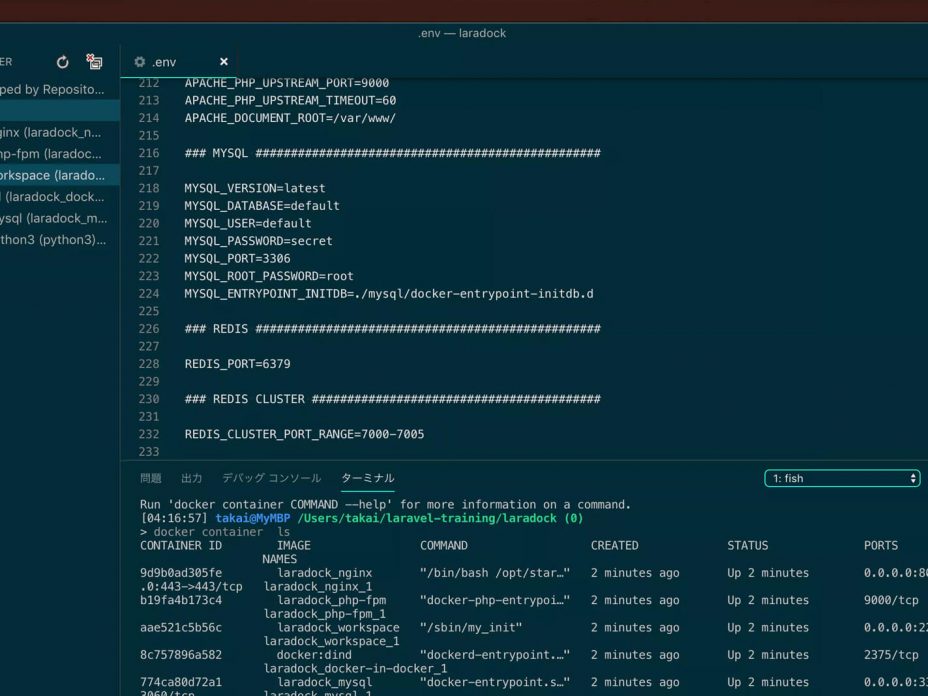 .env — laradock
ER
ped by Reposito...
ginx (laradock_n...
hp-fpm (laradoc...
orkspace (larado...
l (laradock_dock...
ysql (laradock_m...
thon3 (python3)...
.env ×
212 APACHE_PHP_UPSTREAM_PORT=9000
213 APACHE_PHP_UPSTREAM_TIMEOUT=60
214 APACHE_DOCUMENT_ROOT=/var/www/
215
216 ### MYSQL #################################################
217
218 MYSQL_VERSION=latest
219 MYSQL_DATABASE=default
220 MYSQL_USER=default
221 MYSQL_PASSWORD=secret
222 MYSQL_PORT=3306
223 MYSQL_ROOT_PASSWORD=root
224 MYSQL_ENTRYPOINT_INITDB=./mysql/docker-entrypoint-initdb.d
225
226 ### REDIS #################################################
227
228 REDIS_PORT=6379
229
230 ### REDIS CLUSTER #########################################
231
232 REDIS_CLUSTER_PORT_RANGE=7000-7005
233
問題 出力 デバッグ コンソール ターミナル 1: fish
Run 'docker container COMMAND --help' for more information on a command.
[04:16:57] takai@MyMBP /Users/takai/laravel-training/laradock (0)
> docker container ls
CONTAINER ID IMAGE COMMAND CREATED STATUS PORTS
NAMES
9d9b0ad305fe laradock_nginx "/bin/bash /opt/star…" 2 minutes ago Up 2 minutes 0.0.0.0:80
.0:443->443/tcp laradock_nginx_1
b19fa4b173c4 laradock_php-fpm "docker-php-entrypoi…" 2 minutes ago Up 2 minutes 9000/tcp
laradock_php-fpm_1
aae521c5b56c laradock_workspace "/sbin/my_init" 2 minutes ago Up 2 minutes 0.0.0.0:22
laradock_workspace_1
8c757896a582 docker:dind "dockerd-entrypoint.…" 2 minutes ago Up 2 minutes 2375/tcp
laradock_docker-in-docker_1
774ca80d72a1 laradock_mysql "docker-entrypoint.s…" 2 minutes ago Up 2 minutes 0.0.0.0:33
3060/tcp laradock_mysql_1